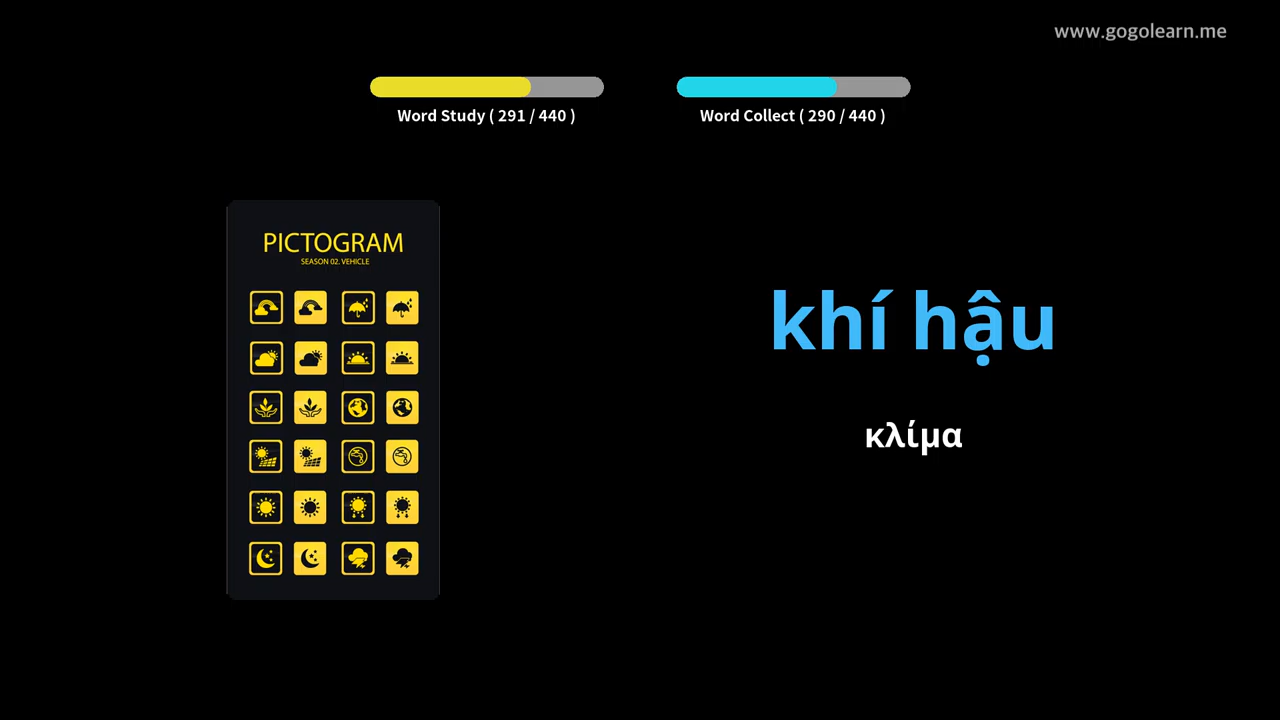 www.gogolearn.me
Word Study ( 291 / 440 )
Word Collect ( 290 / 440 )
PICTOGRAM
SEASON 02. VEHICLE
khí hậu
κλίμα